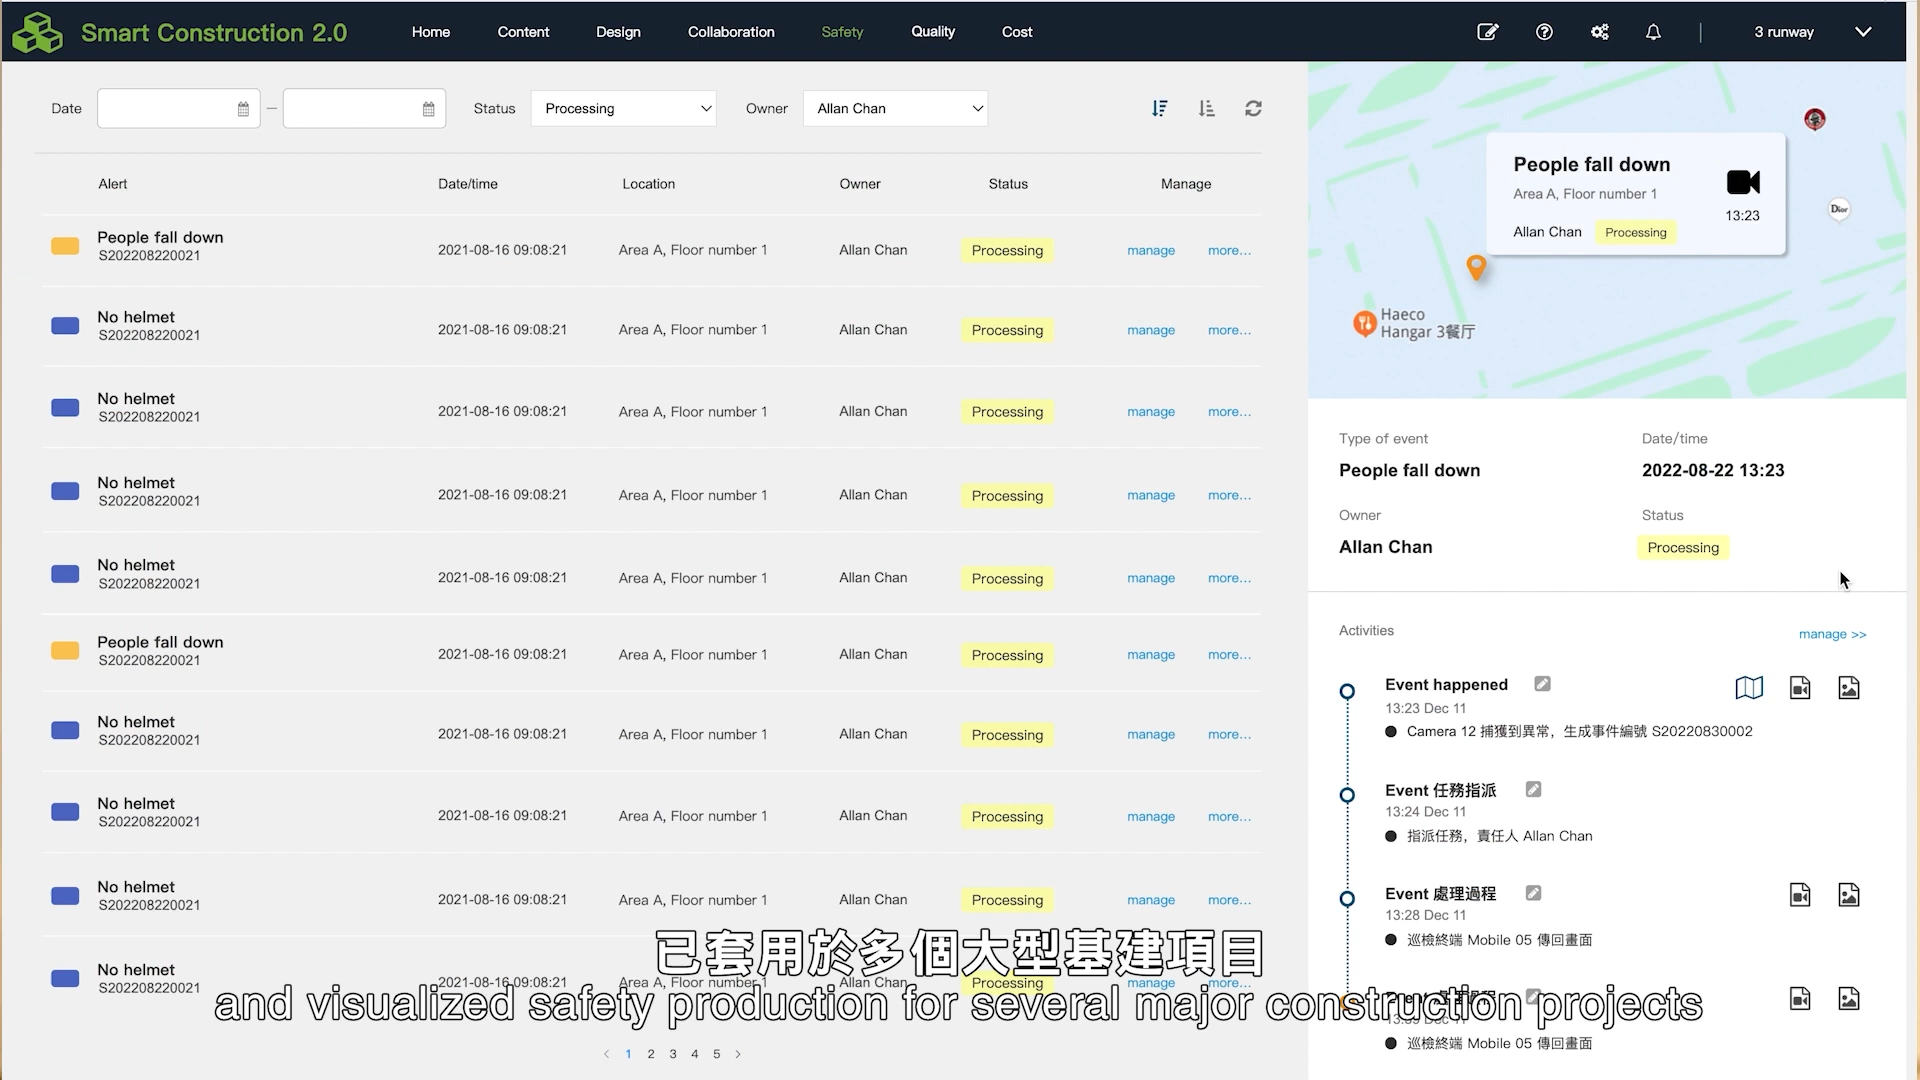 Smart Construction 2.0 Home Content Design Collaboration Safety Quality Cost 3 runway
Date – Status Processing Owner Allan Chan
Alert Date/time Location Owner Status Manage
People fall down
S202208220021 2021-08-16 09:08:21 Area A, Floor number 1 Allan Chan Processing manage more...
No helmet
S202208220021 2021-08-16 09:08:21 Area A, Floor number 1 Allan Chan Processing manage more...
No helmet
S202208220021 2021-08-16 09:08:21 Area A, Floor number 1 Allan Chan Processing manage more...
No helmet
S202208220021 2021-08-16 09:08:21 Area A, Floor number 1 Allan Chan Processing manage more...
No helmet
S202208220021 2021-08-16 09:08:21 Area A, Floor number 1 Allan Chan Processing manage more...
People fall down
S202208220021 2021-08-16 09:08:21 Area A, Floor number 1 Allan Chan Processing manage more...
No helmet
S202208220021 2021-08-16 09:08:21 Area A, Floor number 1 Allan Chan Processing manage more...
No helmet
S202208220021 2021-08-16 09:08:21 Area A, Floor number 1 Allan Chan Processing manage more...
No helmet
S202208220021 2021-08-16 09:08:21 Area A, Floor number 1 Allan Chan Processing manage more...
No helmet
S202208220021 2021-08-16 09:08:21 Area A, Floor number 1 Allan Chan Processing manage more...
< 1 2 3 4 5 >
People fall down
Area A, Floor number 1
13:23
Allan Chan Processing
Dior
Haeco
Hangar 3餐厅
Type of event Date/time
People fall down 2022-08-22 13:23
Owner Status
Allan Chan Processing
Activities manage >>
Event happened
13:23 Dec 11
Camera 12 捕獲到異常，生成事件編號 S20220830002
Event 任務指派
13:24 Dec 11
指派任務，責任人 Allan Chan
Event 處理過程
13:28 Dec 11
巡檢終端 Mobile 05 傳回畫面
Event
Dec 11
巡檢終端 Mobile 05 傳回畫面
已套用於多個大型基建項目
and visualized safety production for several major construction projects